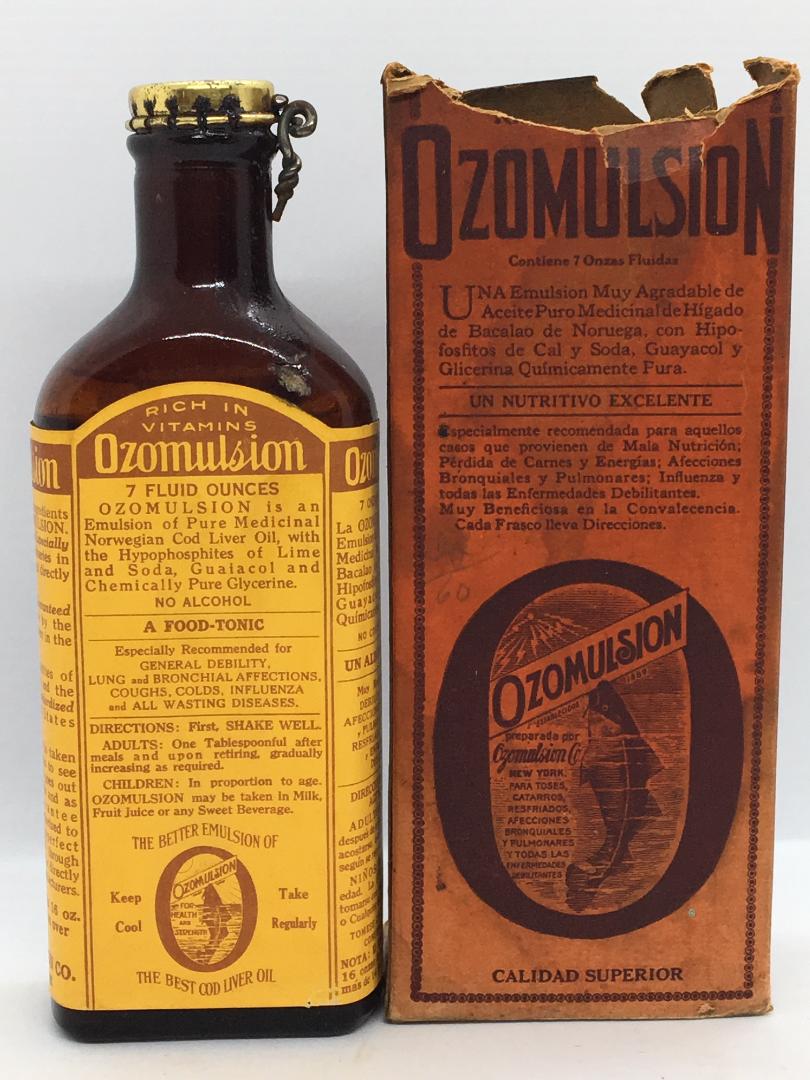 RICH IN
VITAMINS
Ozomulsion
7 FLUID OUNCES
OZOMULSION is an
Emulsion of Pure Medicinal
Norwegian Cod Liver Oil, with
the Hypophosphites of Lime
and Soda, Guaiacol and
Chemically Pure Glycerine.
NO ALCOHOL
A FOOD-TONIC
Especially Recommended for
GENERAL DEBILITY,
LUNG and BRONCHIAL AFFECTIONS,
COUGHS, COLDS, INFLUENZA
and ALL WASTING DISEASES.
DIRECTIONS: First, SHAKE WELL.
ADULTS: One Tablespoonful after
meals and upon retiring, gradually
increasing as required.
CHILDREN: In proportion to age.
OZOMULSION may be taken in Milk,
Fruit Juice or any Sweet Beverage.
THE BETTER EMULSION OF
OZOMULSION
FOR
HEALTH
AND
STRENGTH
Keep Take
Cool Regularly
THE BEST COD LIVER OIL
OZOMULSION
Contiene 7 Onzas Fluidas
UNA Emulsion Muy Agradable de
Aceite Puro Medicinal de Hígado
de Bacalao de Noruega, con Hipo-
fosfitos de Cal y Soda, Guayacol y
Glicerina Químicamente Pura.
UN NUTRITIVO EXCELENTE
Especialmente recomendada para aquellos
casos que provienen de Mala Nutrición;
Pérdida de Carnes y Energías; Afecciones
Bronquiales y Pulmonares; Influenza y
todas las Enfermedades Debilitantes.
Muy Beneficiosa en la Convalecencia.
Cada Frasco lleva Direcciones.
60
OZOMULSION
preparada por
Ozomulsion Co.
NEW YORK.
PARA TOSES,
CATARROS,
RESFRIADOS,
AFECCIONES
BRONQUIALES
Y PULMONARES
Y TODAS LAS
ENFERMEDADES
DEBILITANTES
CALIDAD SUPERIOR